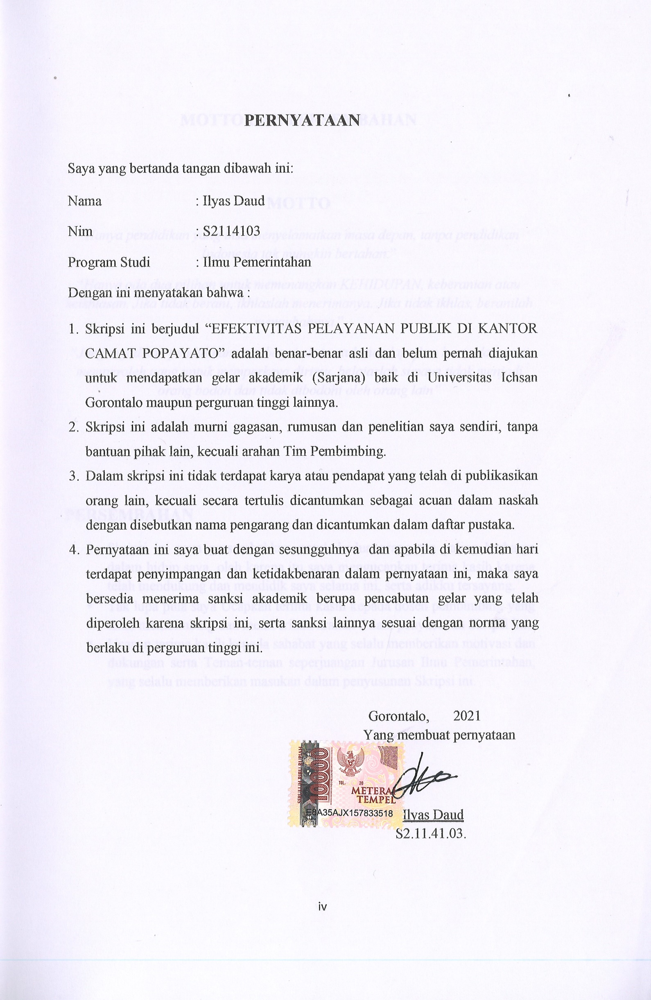 PERNYATAAN
Saya yang bertanda tangan dibawah ini:
Nama : Ilyas Daud
Nim : S2114103
Program Studi : Ilmu Pemerintahan
Dengan ini menyatakan bahwa :
1. Skripsi ini berjudul “EFEKTIVITAS PELAYANAN PUBLIK DI KANTOR
CAMAT POPAYATO” adalah benar-benar asli dan belum pernah diajukan
untuk mendapatkan gelar akademik (Sarjana) baik di Universitas Ichsan
Gorontalo maupun perguruan tinggi lainnya.
2. Skripsi ini adalah murni gagasan, rumusan dan penelitian saya sendiri, tanpa
bantuan pihak lain, kecuali arahan Tim Pembimbing.
3. Dalam skripsi ini tidak terdapat karya atau pendapat yang telah di publikasikan
orang lain, kecuali secara tertulis dicantumkan sebagai acuan dalam naskah
dengan disebutkan nama pengarang dan dicantumkan dalam daftar pustaka.
4. Pernyataan ini saya buat dengan sesungguhnya dan apabila di kemudian hari
terdapat penyimpangan dan ketidakbenaran dalam pernyataan ini, maka saya
bersedia menerima sanksi akademik berupa pencabutan gelar yang telah
diperoleh karena skripsi ini, serta sanksi lainnya sesuai dengan norma yang
berlaku di perguruan tinggi ini.
Gorontalo, 2021
Yang membuat pernyataan
SEPULUH RIBU RUPIAH
10000
TGL. 20
METERAI
TEMPEL
E8A35AJX157833518
Ilyas Daud
S2.11.41.03.
iv